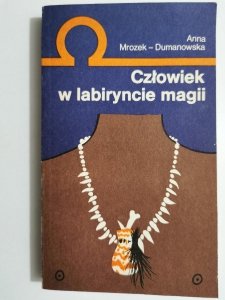 Anna
Mrozek-Dumanowska
Człowiek
w labiryncie magii